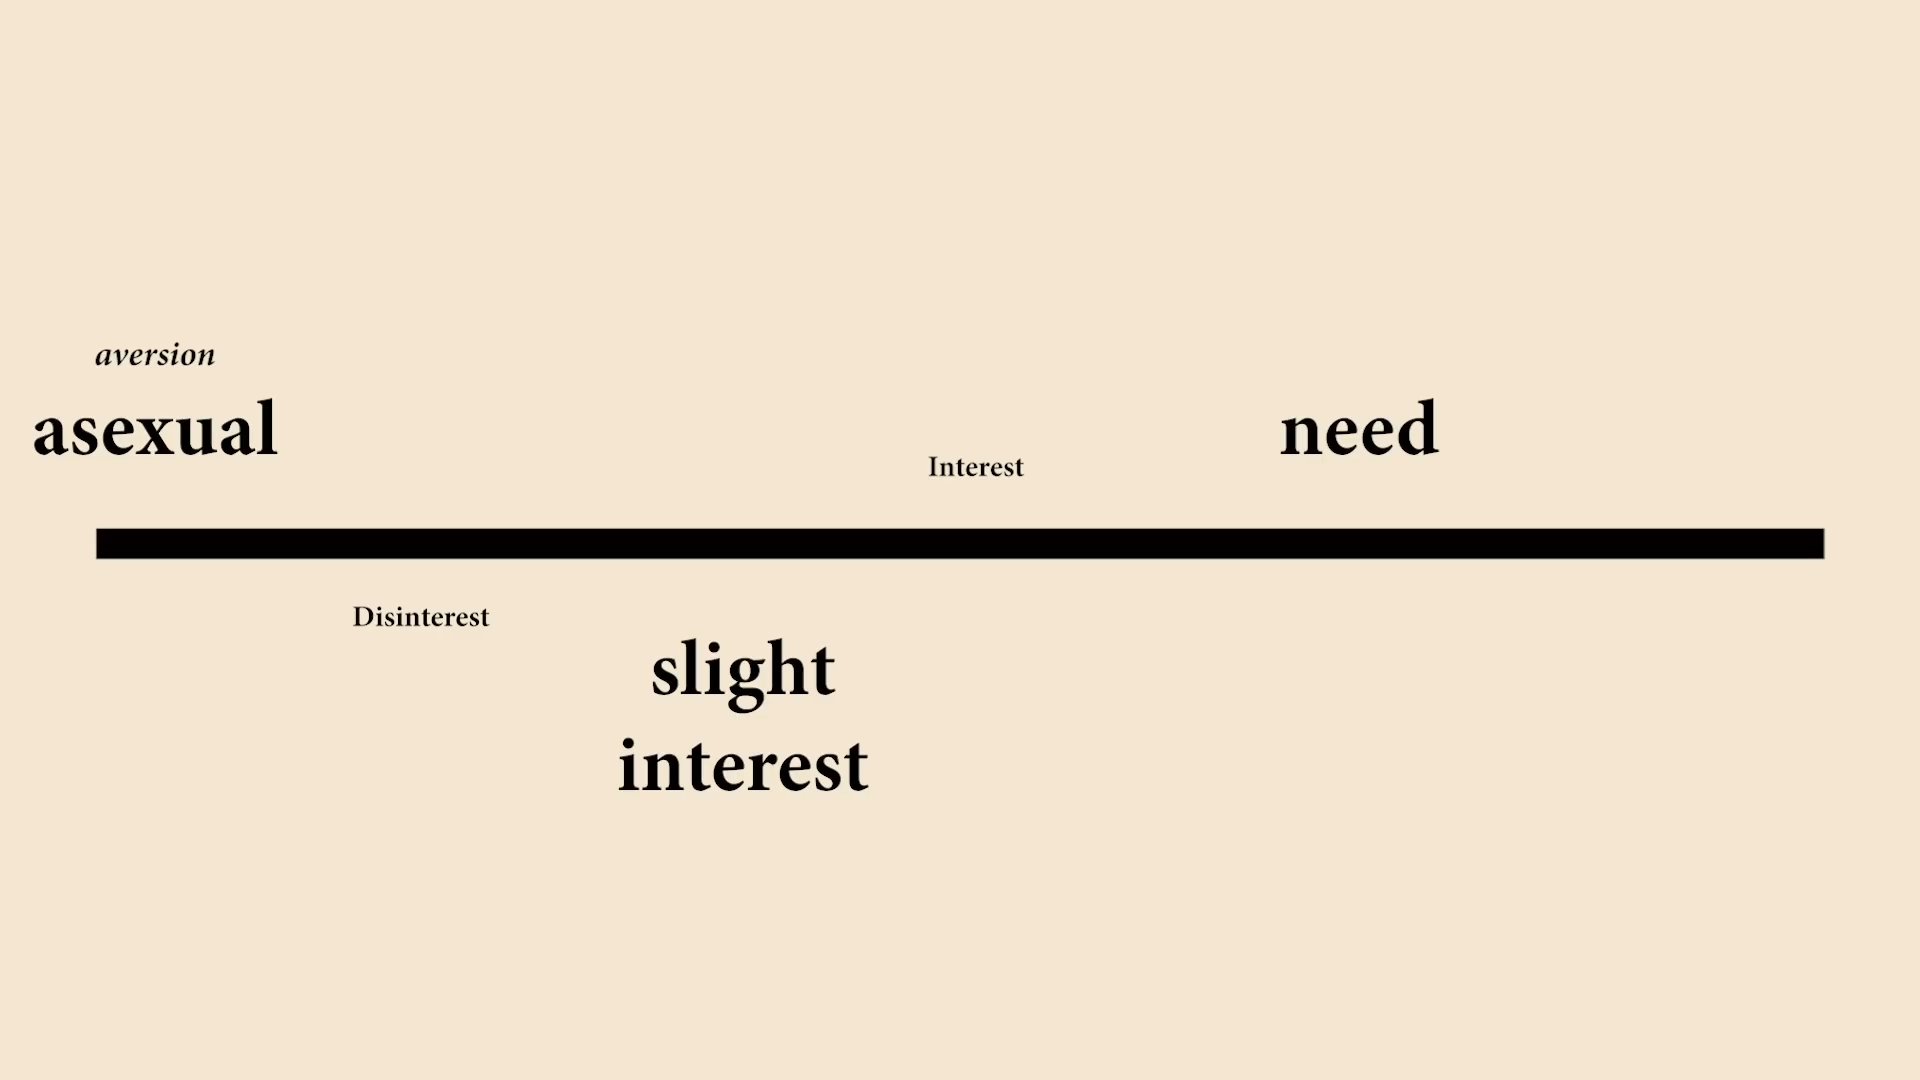 aversion
asexual
need
Interest
Disinterest
slight
interest